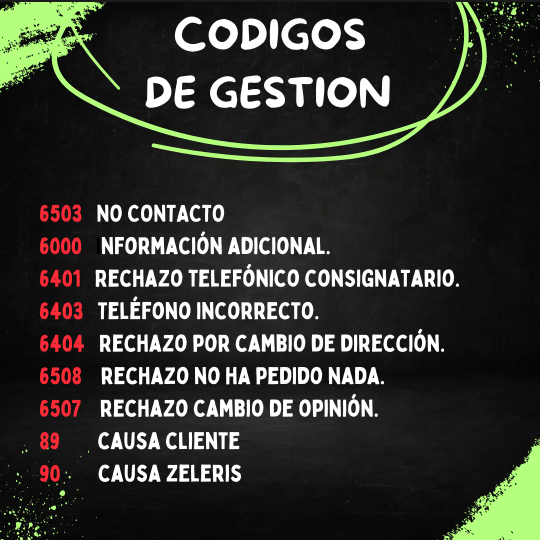 CODIGOS
DE GESTION
6503 NO CONTACTO
6000 INFORMACIÓN ADICIONAL.
6401 RECHAZO TELEFÓNICO CONSIGNATARIO.
6403 TELÉFONO INCORRECTO.
6404 RECHAZO POR CAMBIO DE DIRECCIÓN.
6508 RECHAZO NO HA PEDIDO NADA.
6507 RECHAZO CAMBIO DE OPINIÓN.
89 CAUSA CLIENTE
90 CAUSA ZELERIS